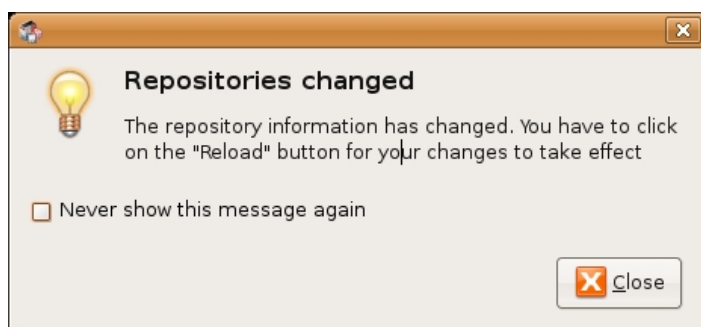 Repositories changed
The repository information has changed. You have to click
on the "Reload" button for your changes to take effect
Never show this message again
Close